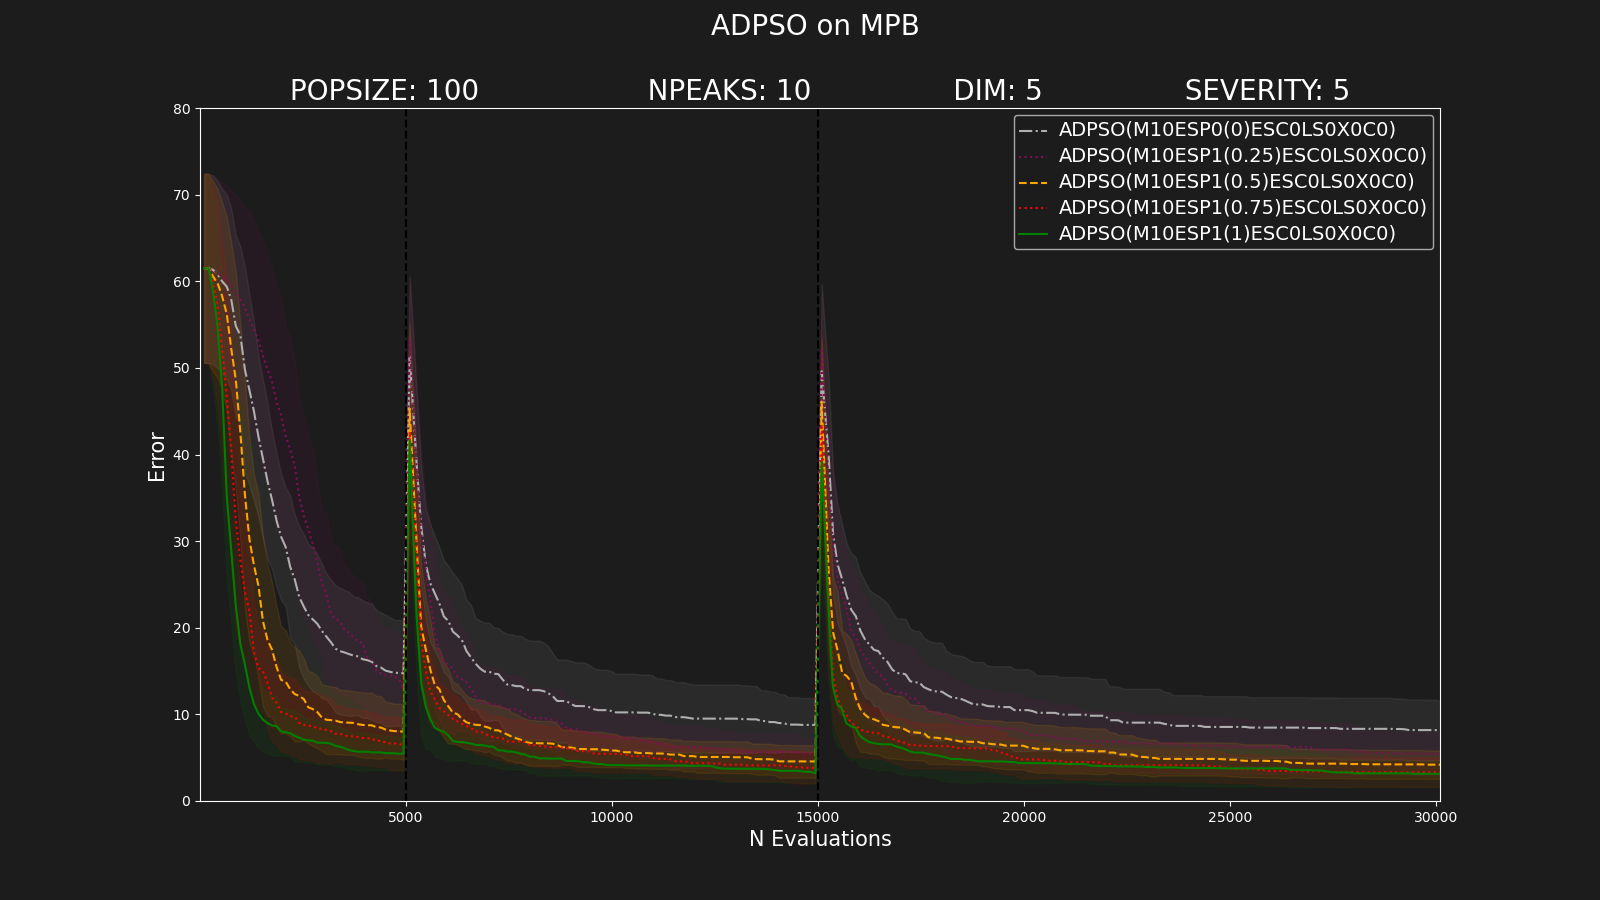 ADPSO on MPB
POPSIZE: 100 NPEAKS: 10 DIM: 5 SEVERITY: 5
ADPSO(M10ESP0(0)ESC0LS0X0C0)
ADPSO(M10ESP1(0.25)ESC0LS0X0C0)
ADPSO(M10ESP1(0.5)ESC0LS0X0C0)
ADPSO(M10ESP1(0.75)ESC0LS0X0C0)
ADPSO(M10ESP1(1)ESC0LS0X0C0)
80
70
60
50
40
30
20
10
0
Error
5000 10000 15000 20000 25000 30000
N Evaluations